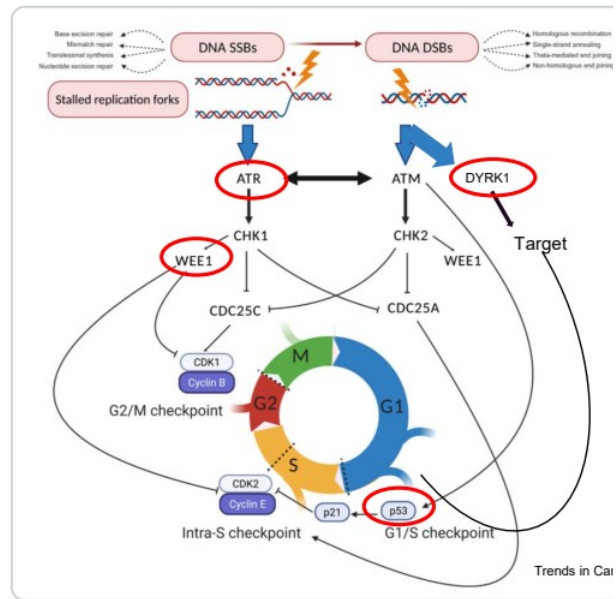 Base excision repair
Mismatch repair
Translesional synthesis
Nucleotide excision repair
DNA SSBs
DNA DSBs
Homologous recombination
Single-strand annealing
Theta-mediated end joining
Non-homologous end joining
Stalled replication forks
ATR
ATM
DYRK1
CHK1
CHK2
Target
WEE1
WEE1
CDC25C
CDC25A
CDK1
Cyclin B
M
G2
G1
S
G2/M checkpoint
CDK2
Cyclin E
p21
p53
Intra-S checkpoint
G1/S checkpoint
Trends in Can